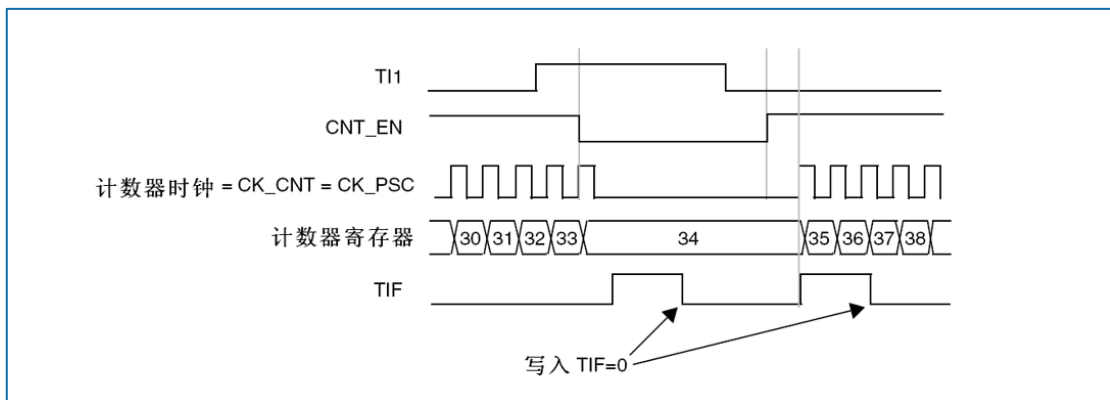 TI1
CNT_EN
计数器时钟 = CK_CNT = CK_PSC
计数器寄存器 30 31 32 33 34 35 36 37 38
TIF
写入 TIF=0